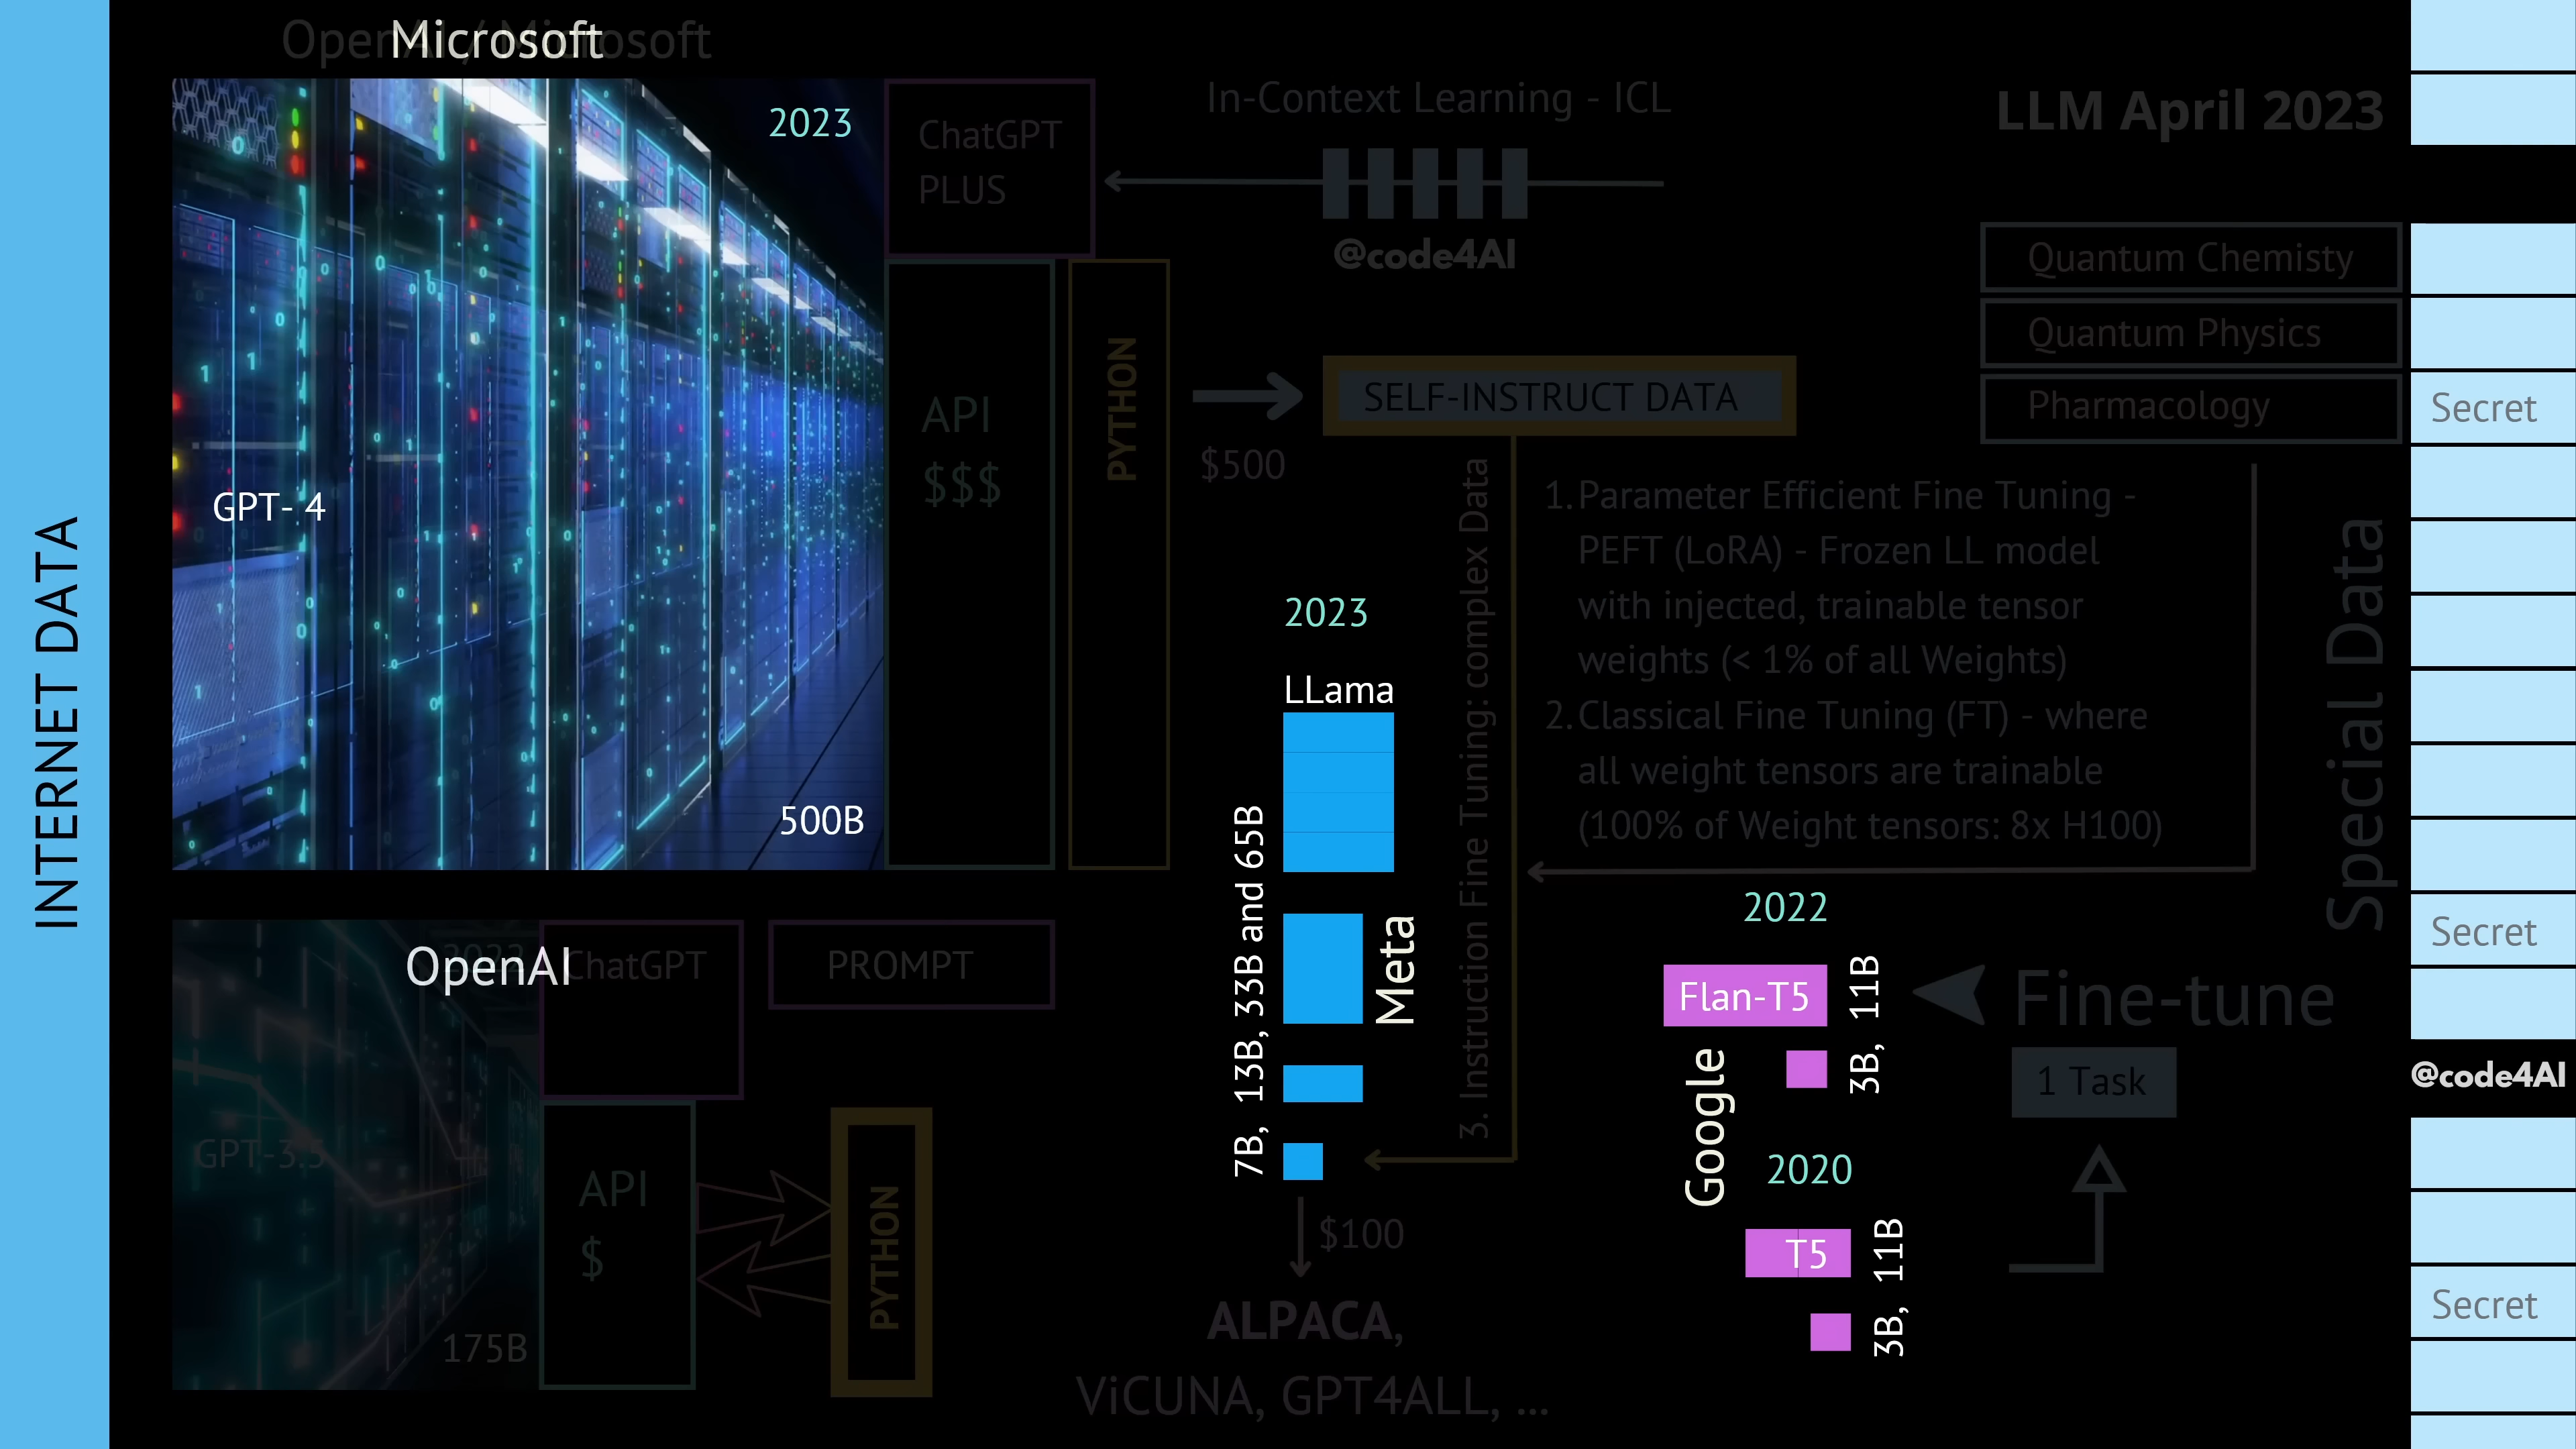 INTERNET DATA
OpenAI / Microsoft
Microsoft
2023
GPT- 4
500B
ChatGPT
PLUS
API
$$$
PYTHON
In-Context Learning - ICL
@code4AI
LLM April 2023
Quantum Chemisty
Quantum Physics
Pharmacology
$500
SELF-INSTRUCT DATA
3. Instruction Fine Tuning: complex Data
1. Parameter Efficient Fine Tuning -
PEFT (LoRA) - Frozen LL model
with injected, trainable tensor
weights (< 1% of all Weights)
2. Classical Fine Tuning (FT) - where
all weight tensors are trainable
(100% of Weight tensors: 8x H100)
Special Data
Secret
Secret
@code4AI
Secret
2023
LLama
7B, 13B, 33B and 65B
Meta
$100
ALPACA,
ViCUNA, GPT4ALL, ...
2022
Flan-T5
3B, 11B
Google
2020
T5
3B, 11B
Fine-tune
1 Task
OpenAI
ChatGPT
PROMPT
GPT-3.5
175B
API
$
PYTHON